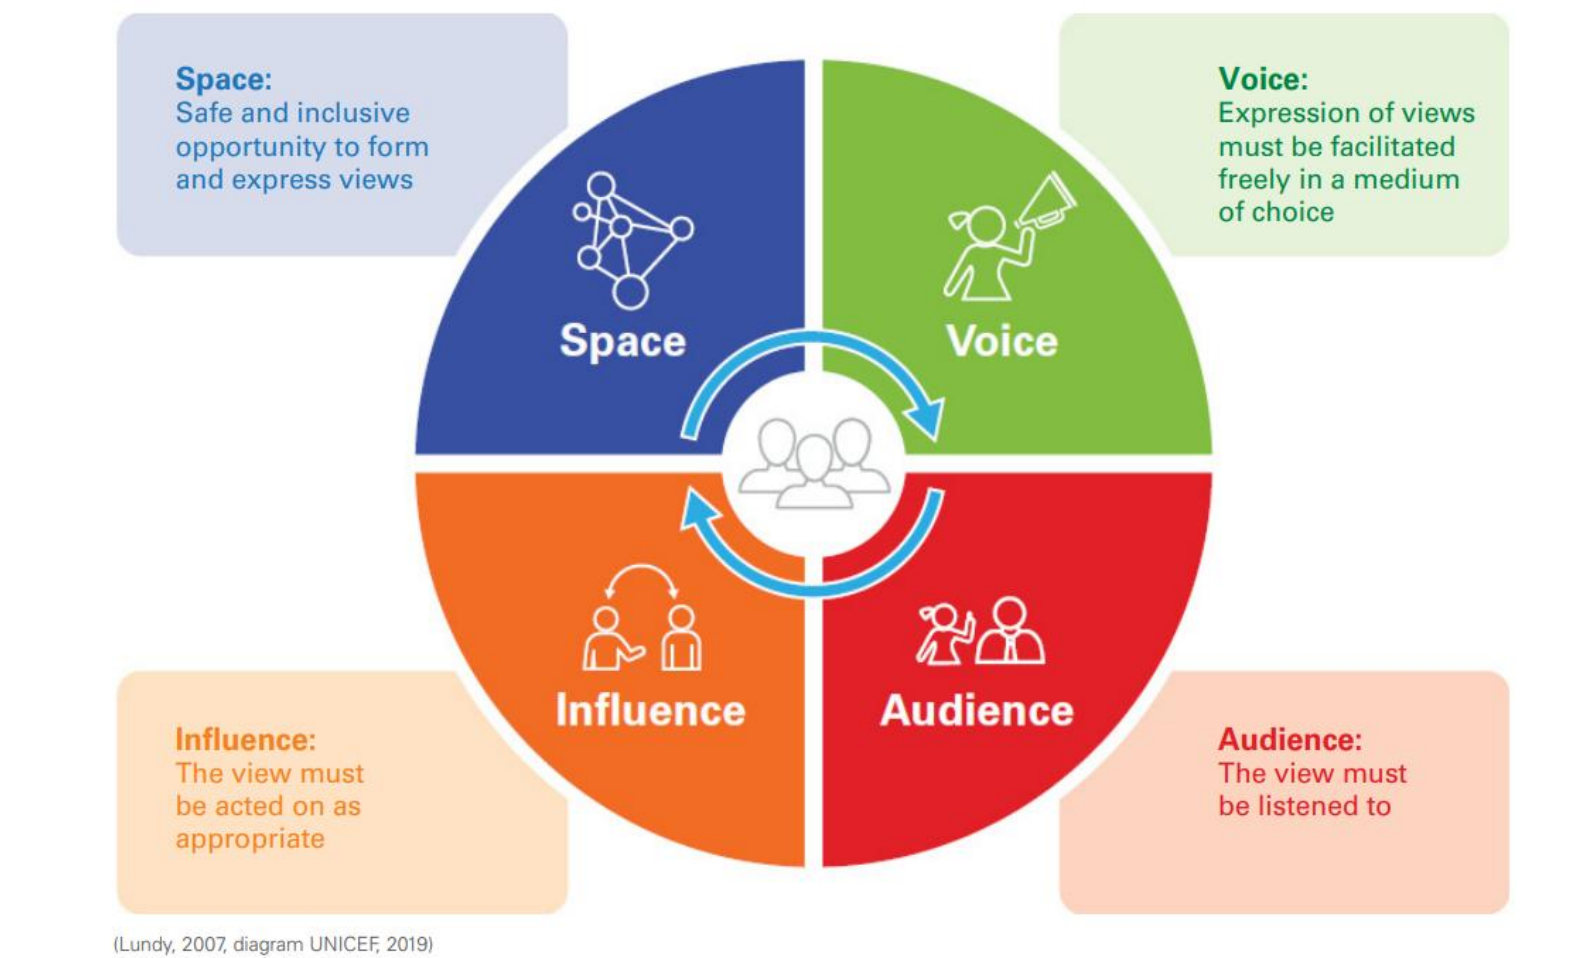 Space:
Safe and inclusive
opportunity to form
and express views
Voice:
Expression of views
must be facilitated
freely in a medium
of choice
Space
Voice
Influence
Audience
Influence:
The view must
be acted on as
appropriate
Audience:
The view must
be listened to
(Lundy, 2007, diagram UNICEF, 2019)